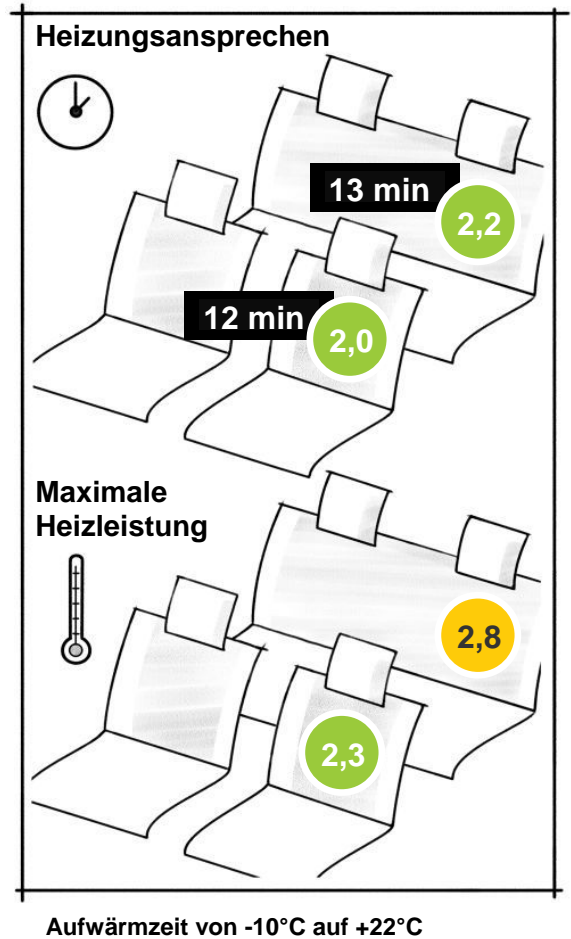 Heizungsansprechen
13 min
2,2
12 min
2,0
Maximale
Heizleistung
2,8
2,3
Aufwärmzeit von -10°C auf +22°C